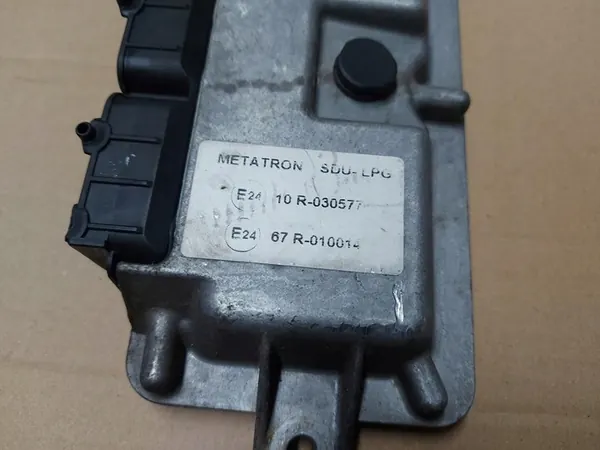 METATRON SDU-LPG
E24 10 R-030577
E24 67 R-010014